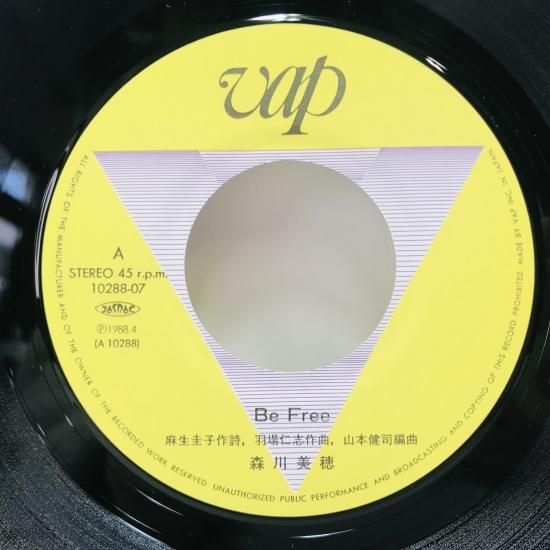 vap
A
STEREO 45 r.p.m.
10288-07
JASRAC
Ⓟ1988.4
(A 10288)
Be Free
麻生圭子作詩, 羽場仁志作曲, 山本健司編曲
森川美穂
ALL RIGHTS OF THE MANUFACTURER AND OF THE OWNER OF THE RECORDED WORK RESERVED. UNAUTHORIZED PUBLIC PERFORMANCE AND BROADCASTING AND COPYING OF THIS RECORD PROHIBITED. MADE BY VAP INC. IN JAPAN.